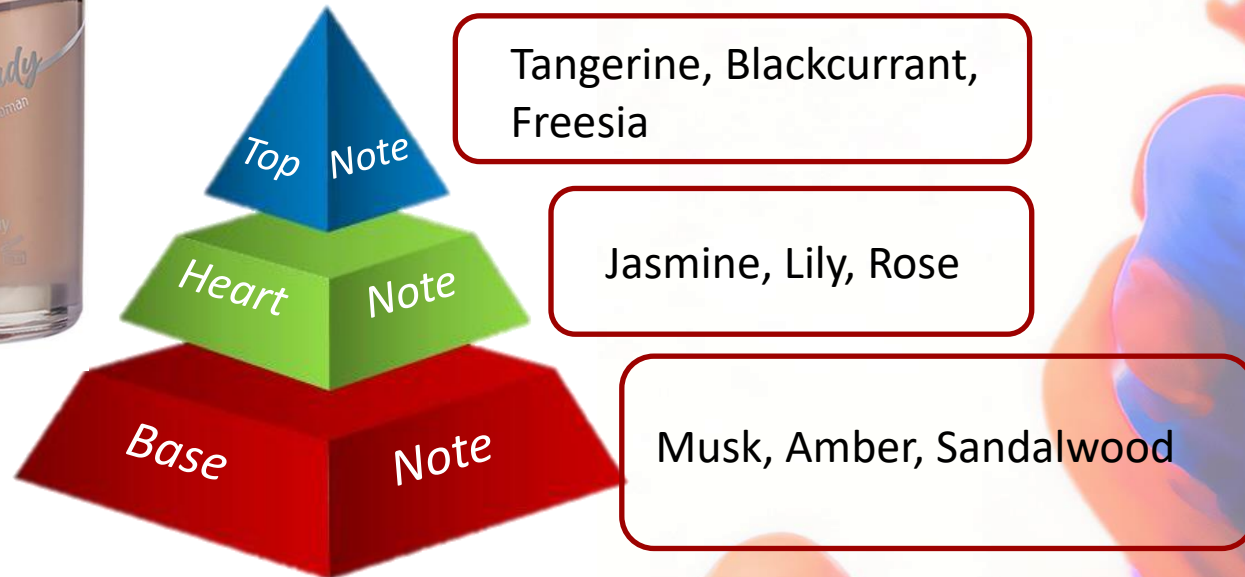 Tangerine, Blackcurrant,
Freesia
Top Note
Jasmine, Lily, Rose
Heart Note
Musk, Amber, Sandalwood
Base Note